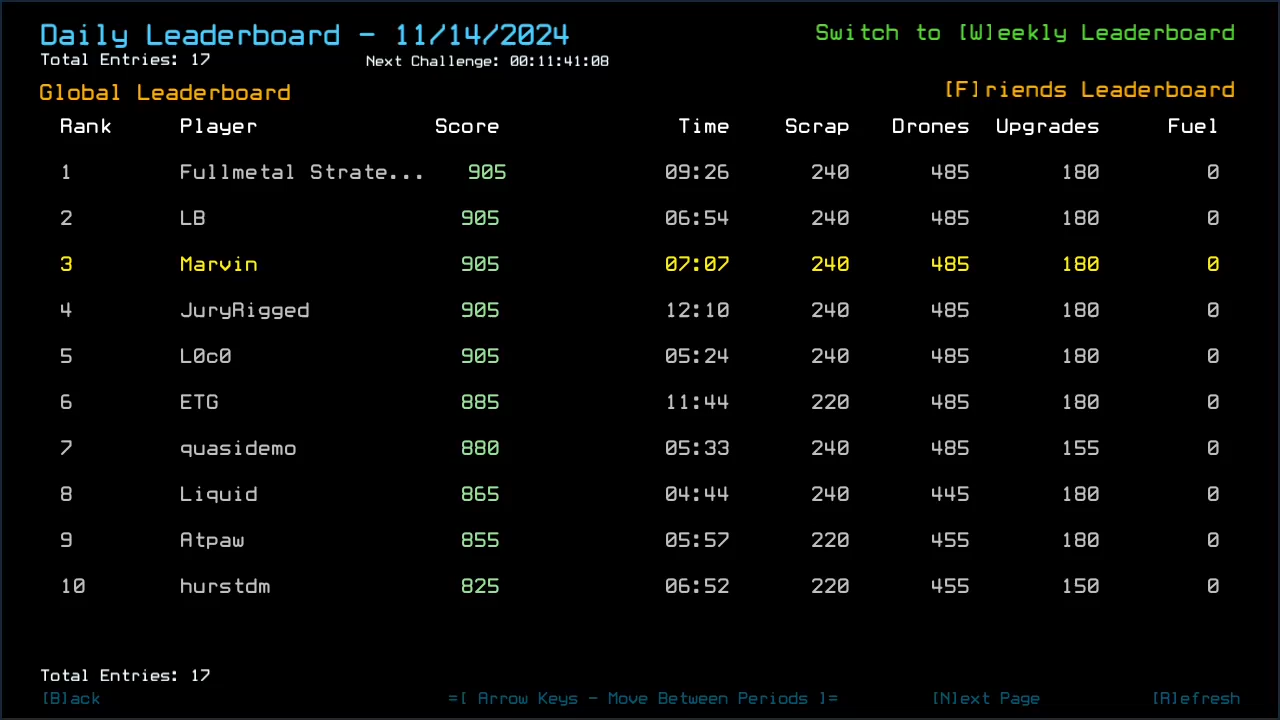 Daily Leaderboard - 11/14/2024 Switch to [W]eekly Leaderboard
Total Entries: 17 Next Challenge: 00:11:41:08
Global Leaderboard [F]riends Leaderboard
Rank Player Score Time Scrap Drones Upgrades Fuel
1 Fullmetal Strate... 905 09:26 240 485 180 0
2 LB 905 06:54 240 485 180 0
3 Marvin 905 07:07 240 485 180 0
4 JuryRigged 905 12:10 240 485 180 0
5 L0c0 905 05:24 240 485 180 0
6 ETG 885 11:44 220 485 180 0
7 quasidemo 880 05:33 240 485 155 0
8 Liquid 865 04:44 240 445 180 0
9 Atpaw 855 05:57 220 455 180 0
10 hurstdm 825 06:52 220 455 150 0
Total Entries: 17
[B]ack =[ Arrow Keys - Move Between Periods ]= [N]ext Page [R]efresh